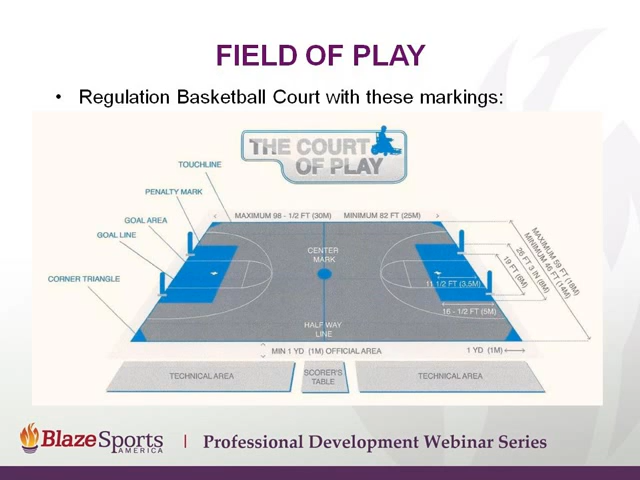 FIELD OF PLAY
• Regulation Basketball Court with these markings:
THE COURT
OF PLAY
TOUCHLINE
PENALTY MARK
GOAL AREA
GOAL LINE
CORNER TRIANGLE
MAXIMUM 98 - 1/2 FT (30M)
MINIMUM 82 FT (25M)
CENTER
MARK
HALF WAY
LINE
11 1/2 FT (3.5M)
16 - 1/2 FT (5M)
MAXIMUM 59 FT (18M)
MINIMUM 46 FT (14M)
26 FT 3 IN (8M)
19 FT (6M)
MIN 1 YD (1M) OFFICIAL AREA
1 YD (1M)
TECHNICAL AREA
SCORER'S
TABLE
TECHNICAL AREA
BlazeSports
AMERICA
| Professional Development Webinar Series